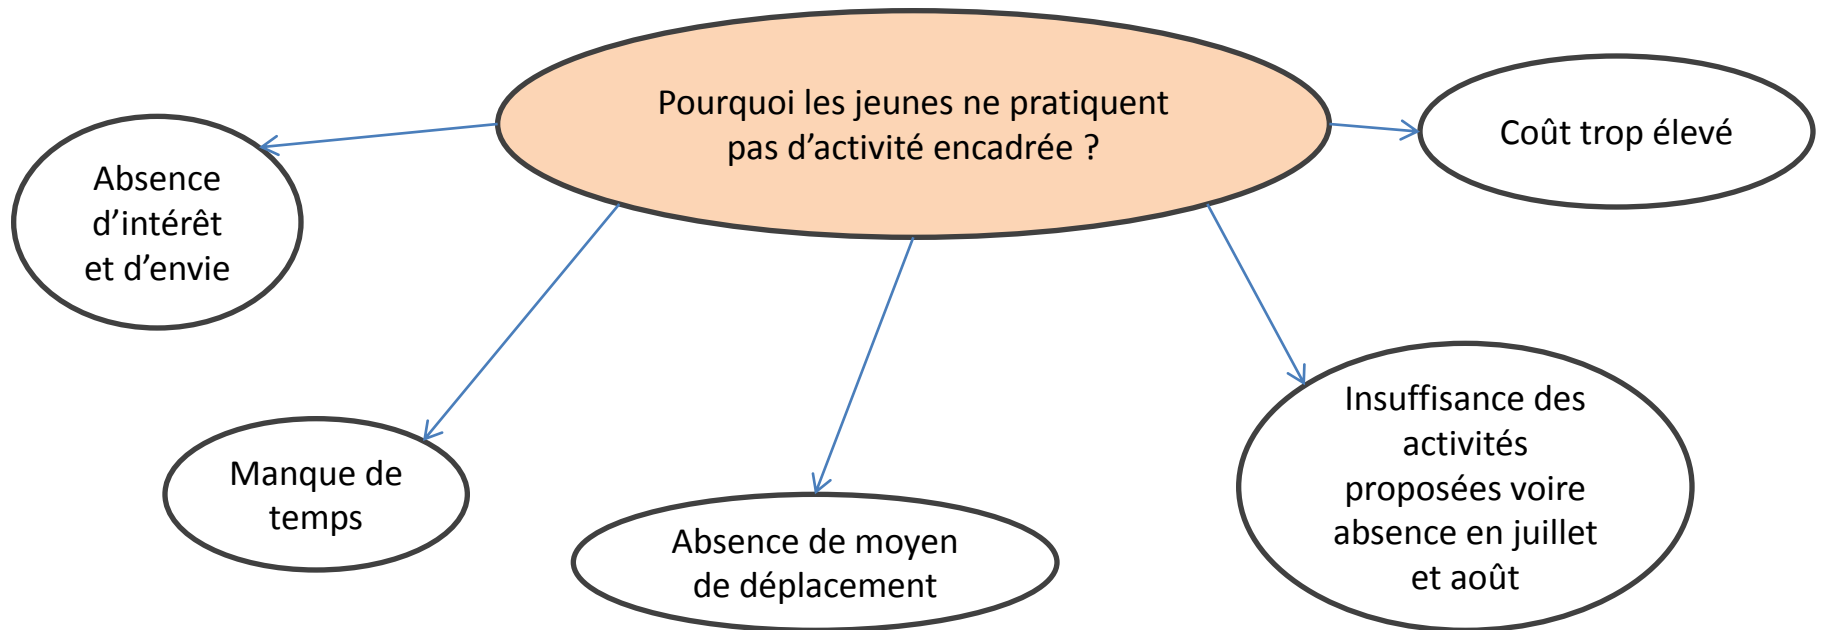 Pourquoi les jeunes ne pratiquent
pas d’activité encadrée ?
Coût trop élevé
Absence
d’intérêt
et d’envie
Manque de
temps
Absence de moyen
de déplacement
Insuffisance des
activités
proposées voire
absence en juillet
et août